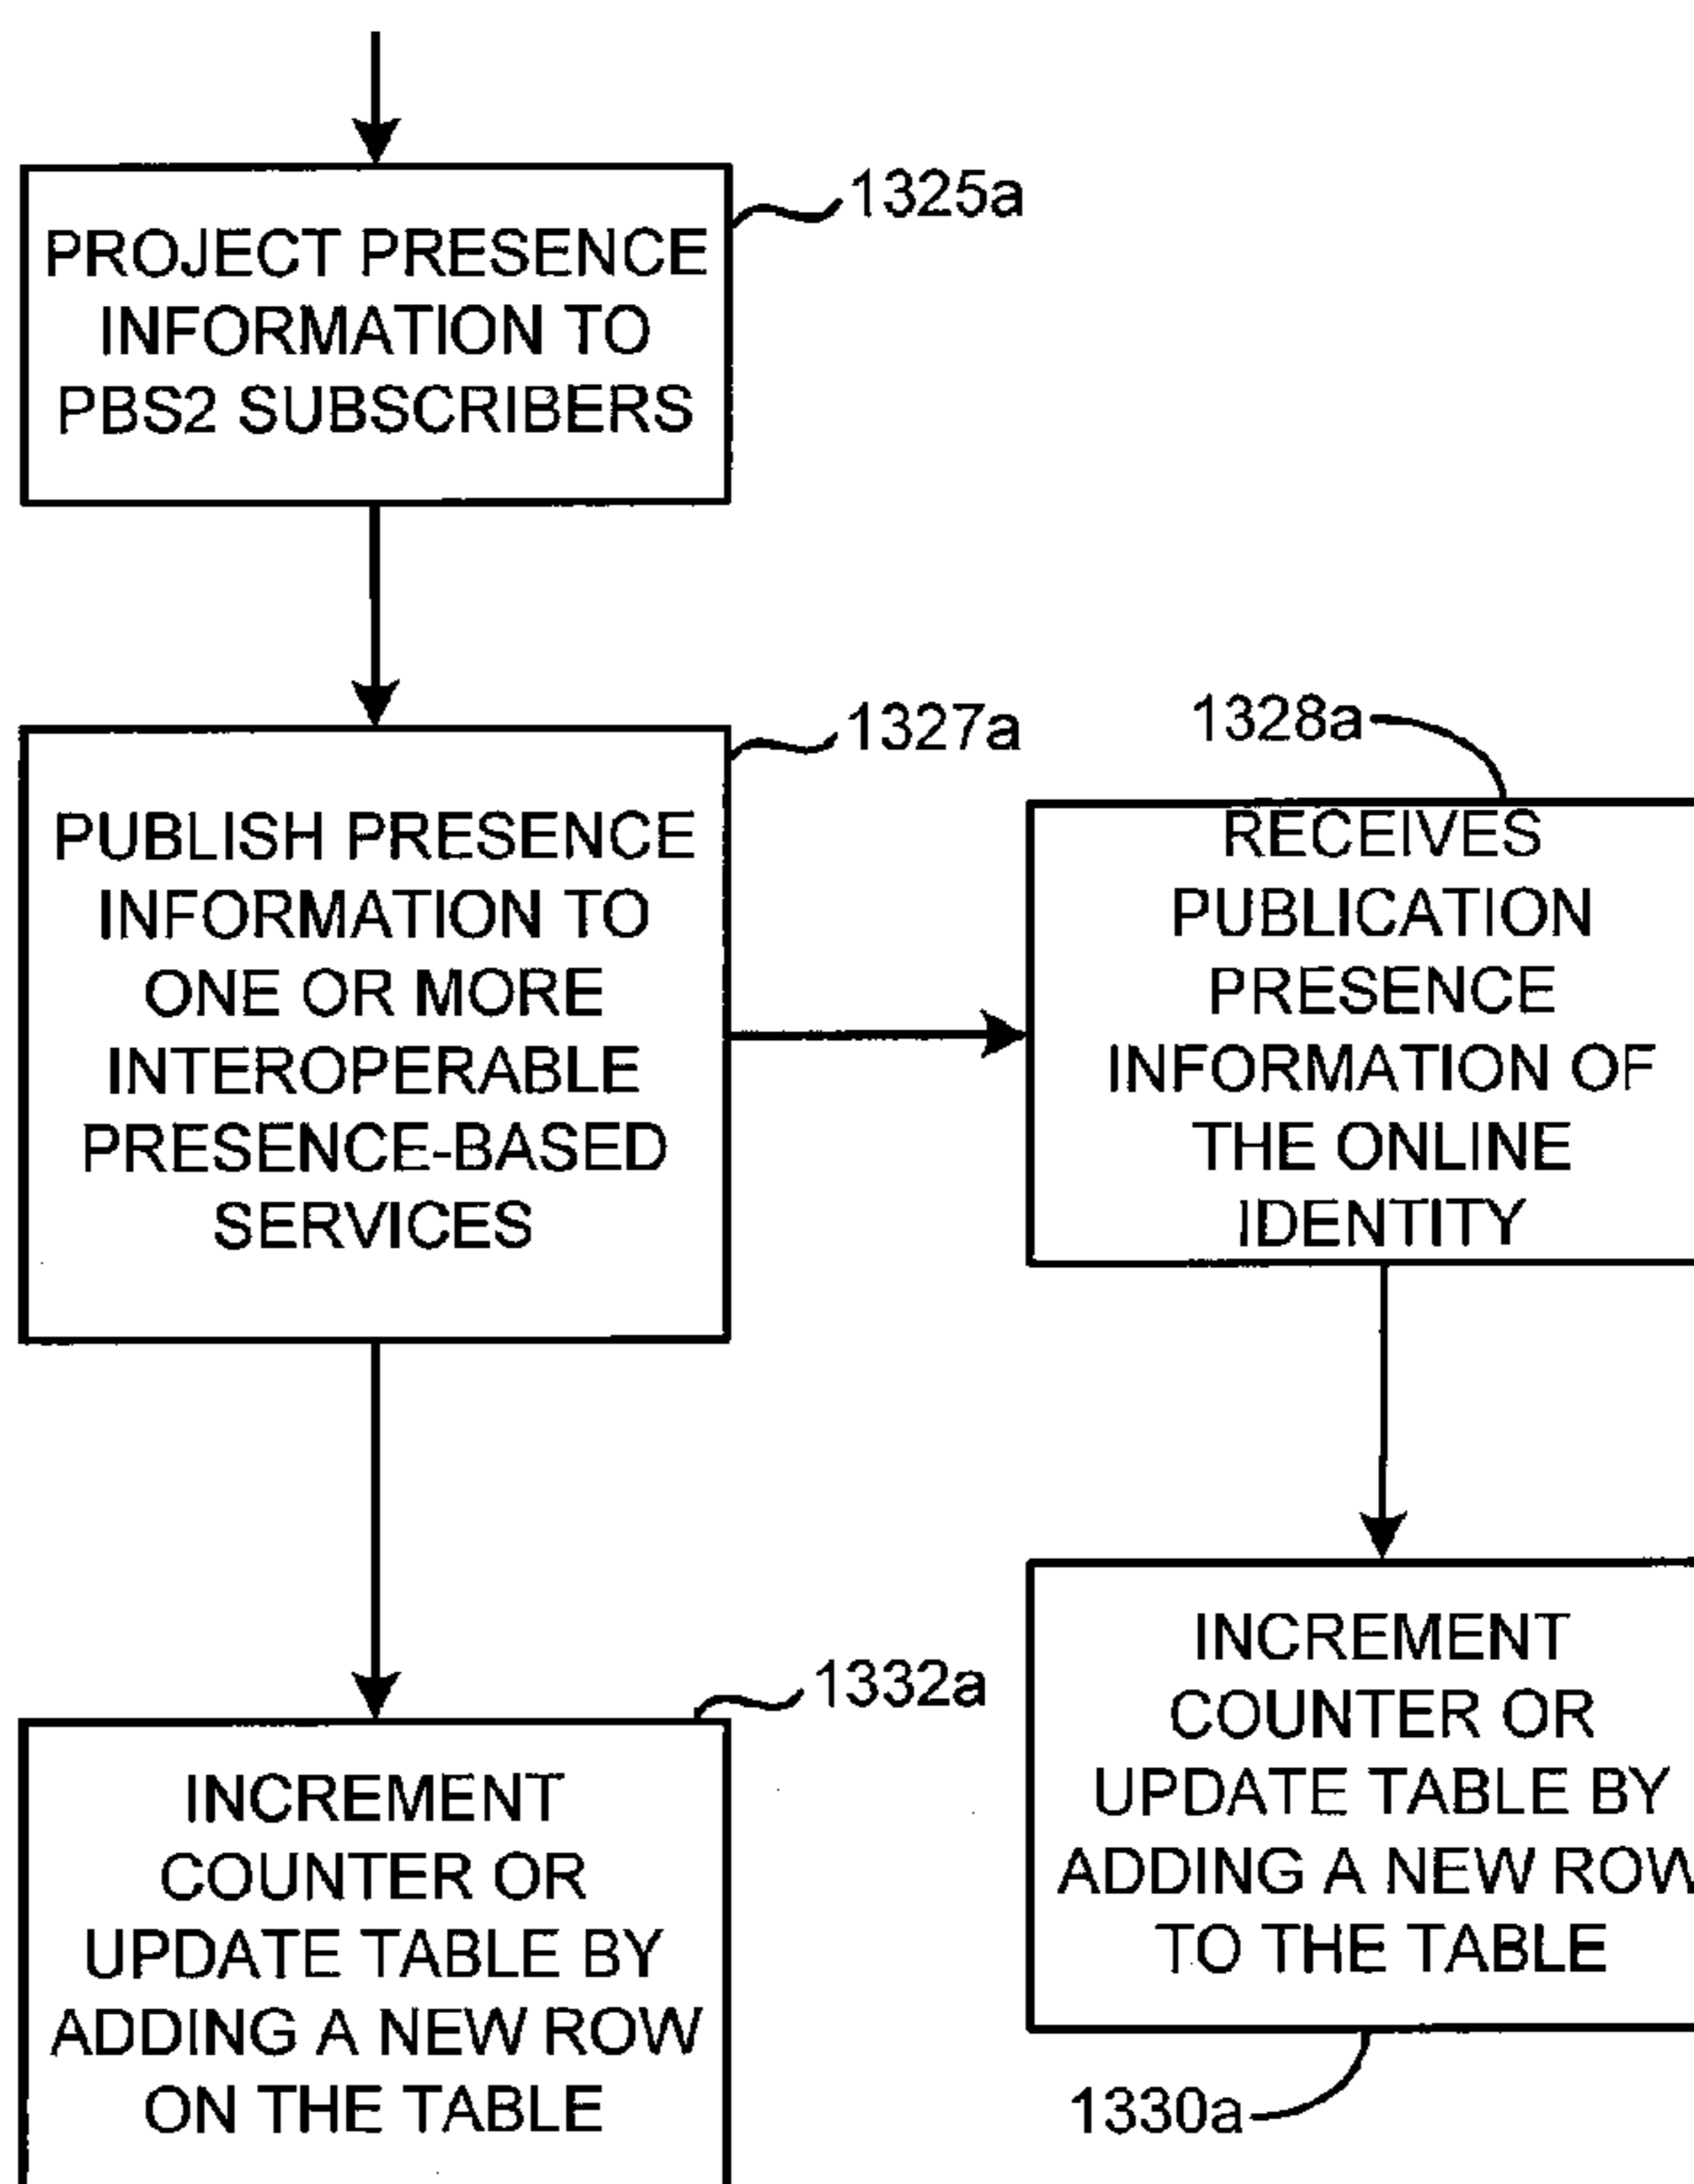 1325a
PROJECT PRESENCE
INFORMATION TO
PBS2 SUBSCRIBERS
1327a
PUBLISH PRESENCE
INFORMATION TO
ONE OR MORE
INTEROPERABLE
PRESENCE-BASED
SERVICES
1328a
RECEIVES
PUBLICATION
PRESENCE
INFORMATION OF
THE ONLINE
IDENTITY
1332a
INCREMENT
COUNTER OR
UPDATE TABLE BY
ADDING A NEW ROW
ON THE TABLE
INCREMENT
COUNTER OR
UPDATE TABLE BY
ADDING A NEW ROW
TO THE TABLE
1330a